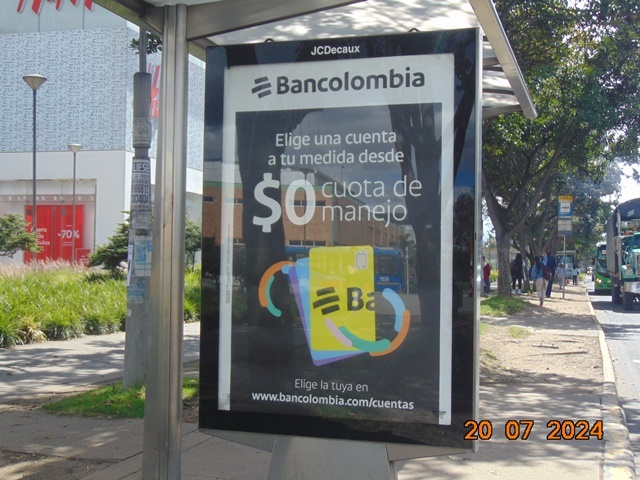 H&M
-70%
JCDecaux
Bancolombia
Elige una cuenta
a tu medida desde
$0 cuota de
manejo
Ba
Elige la tuya en
www.bancolombia.com/cuentas
20 07 2024